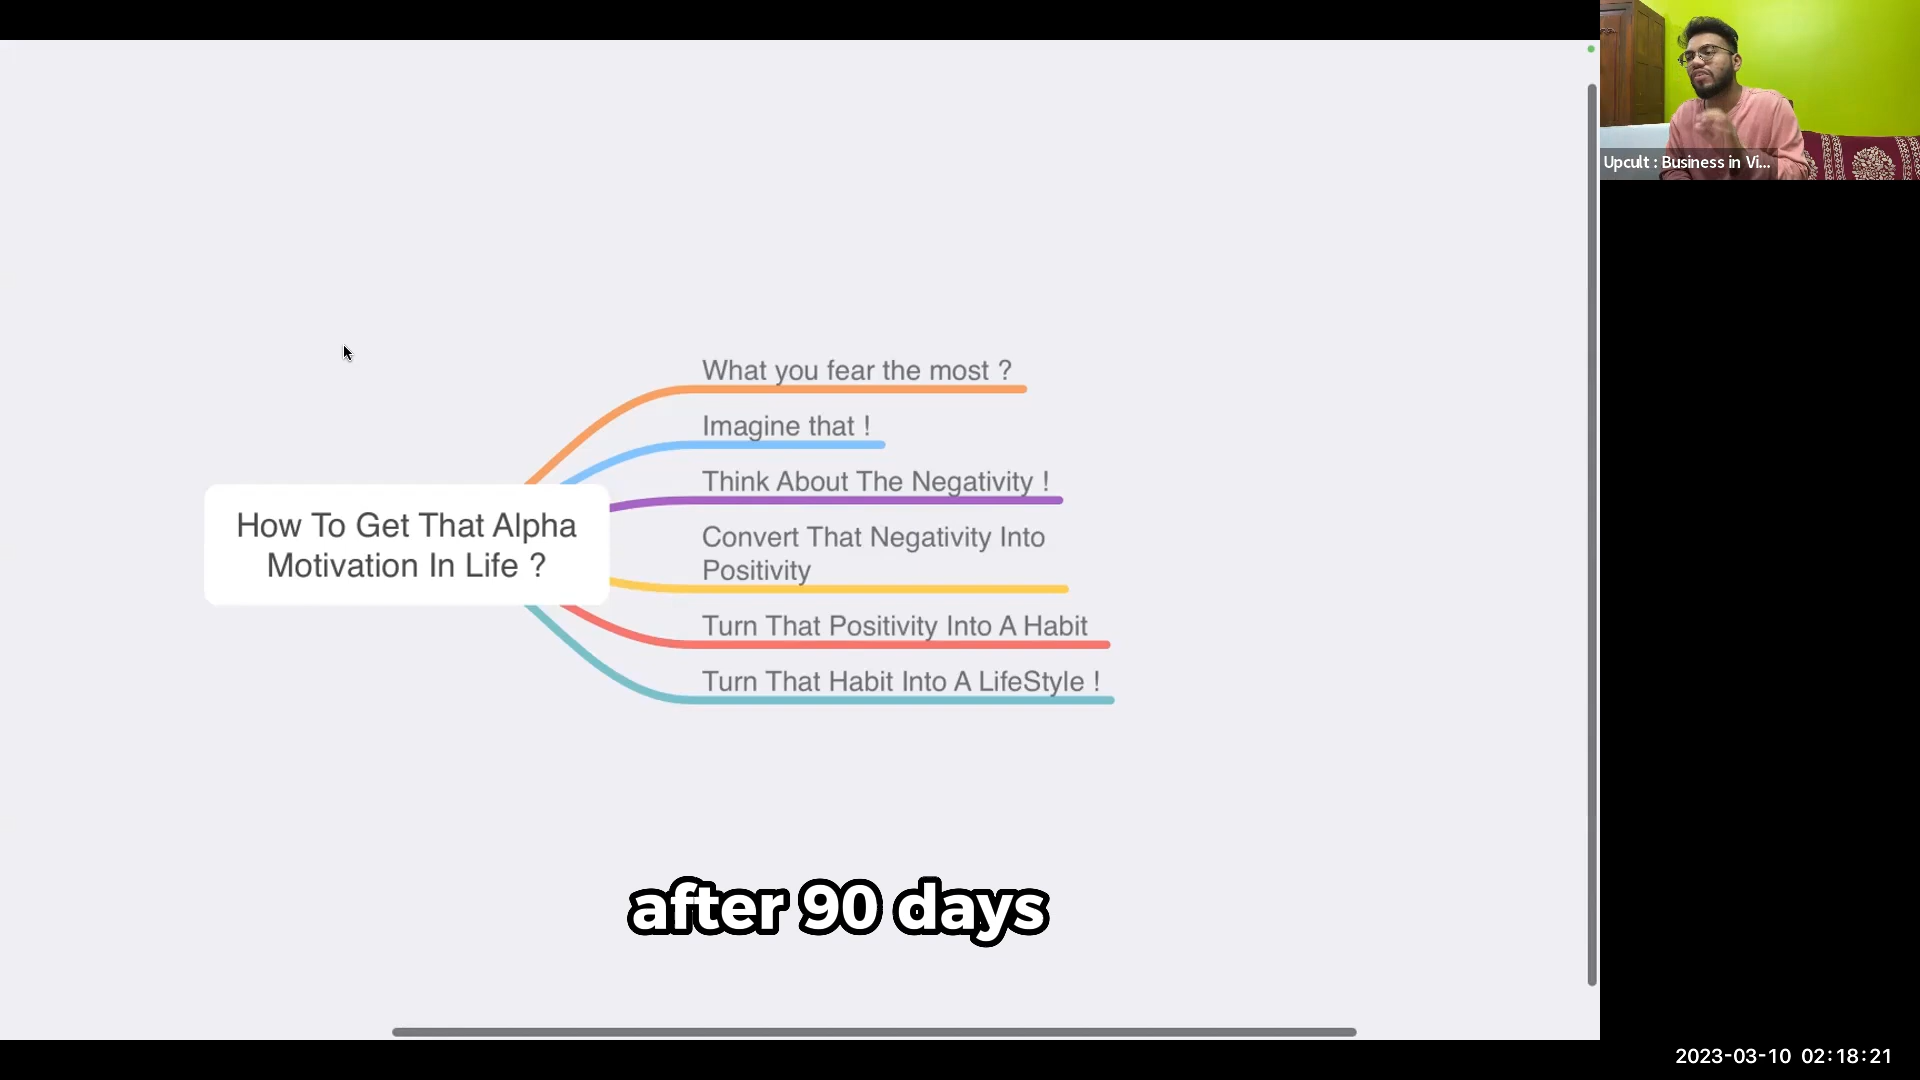 Upcult : Business in Vi...
What you fear the most ?
Imagine that !
Think About The Negativity !
How To Get That Alpha
Motivation In Life ?
Convert That Negativity Into
Positivity
Turn That Positivity Into A Habit
Turn That Habit Into A LifeStyle !
after 90 days
2023-03-10 02:18:21